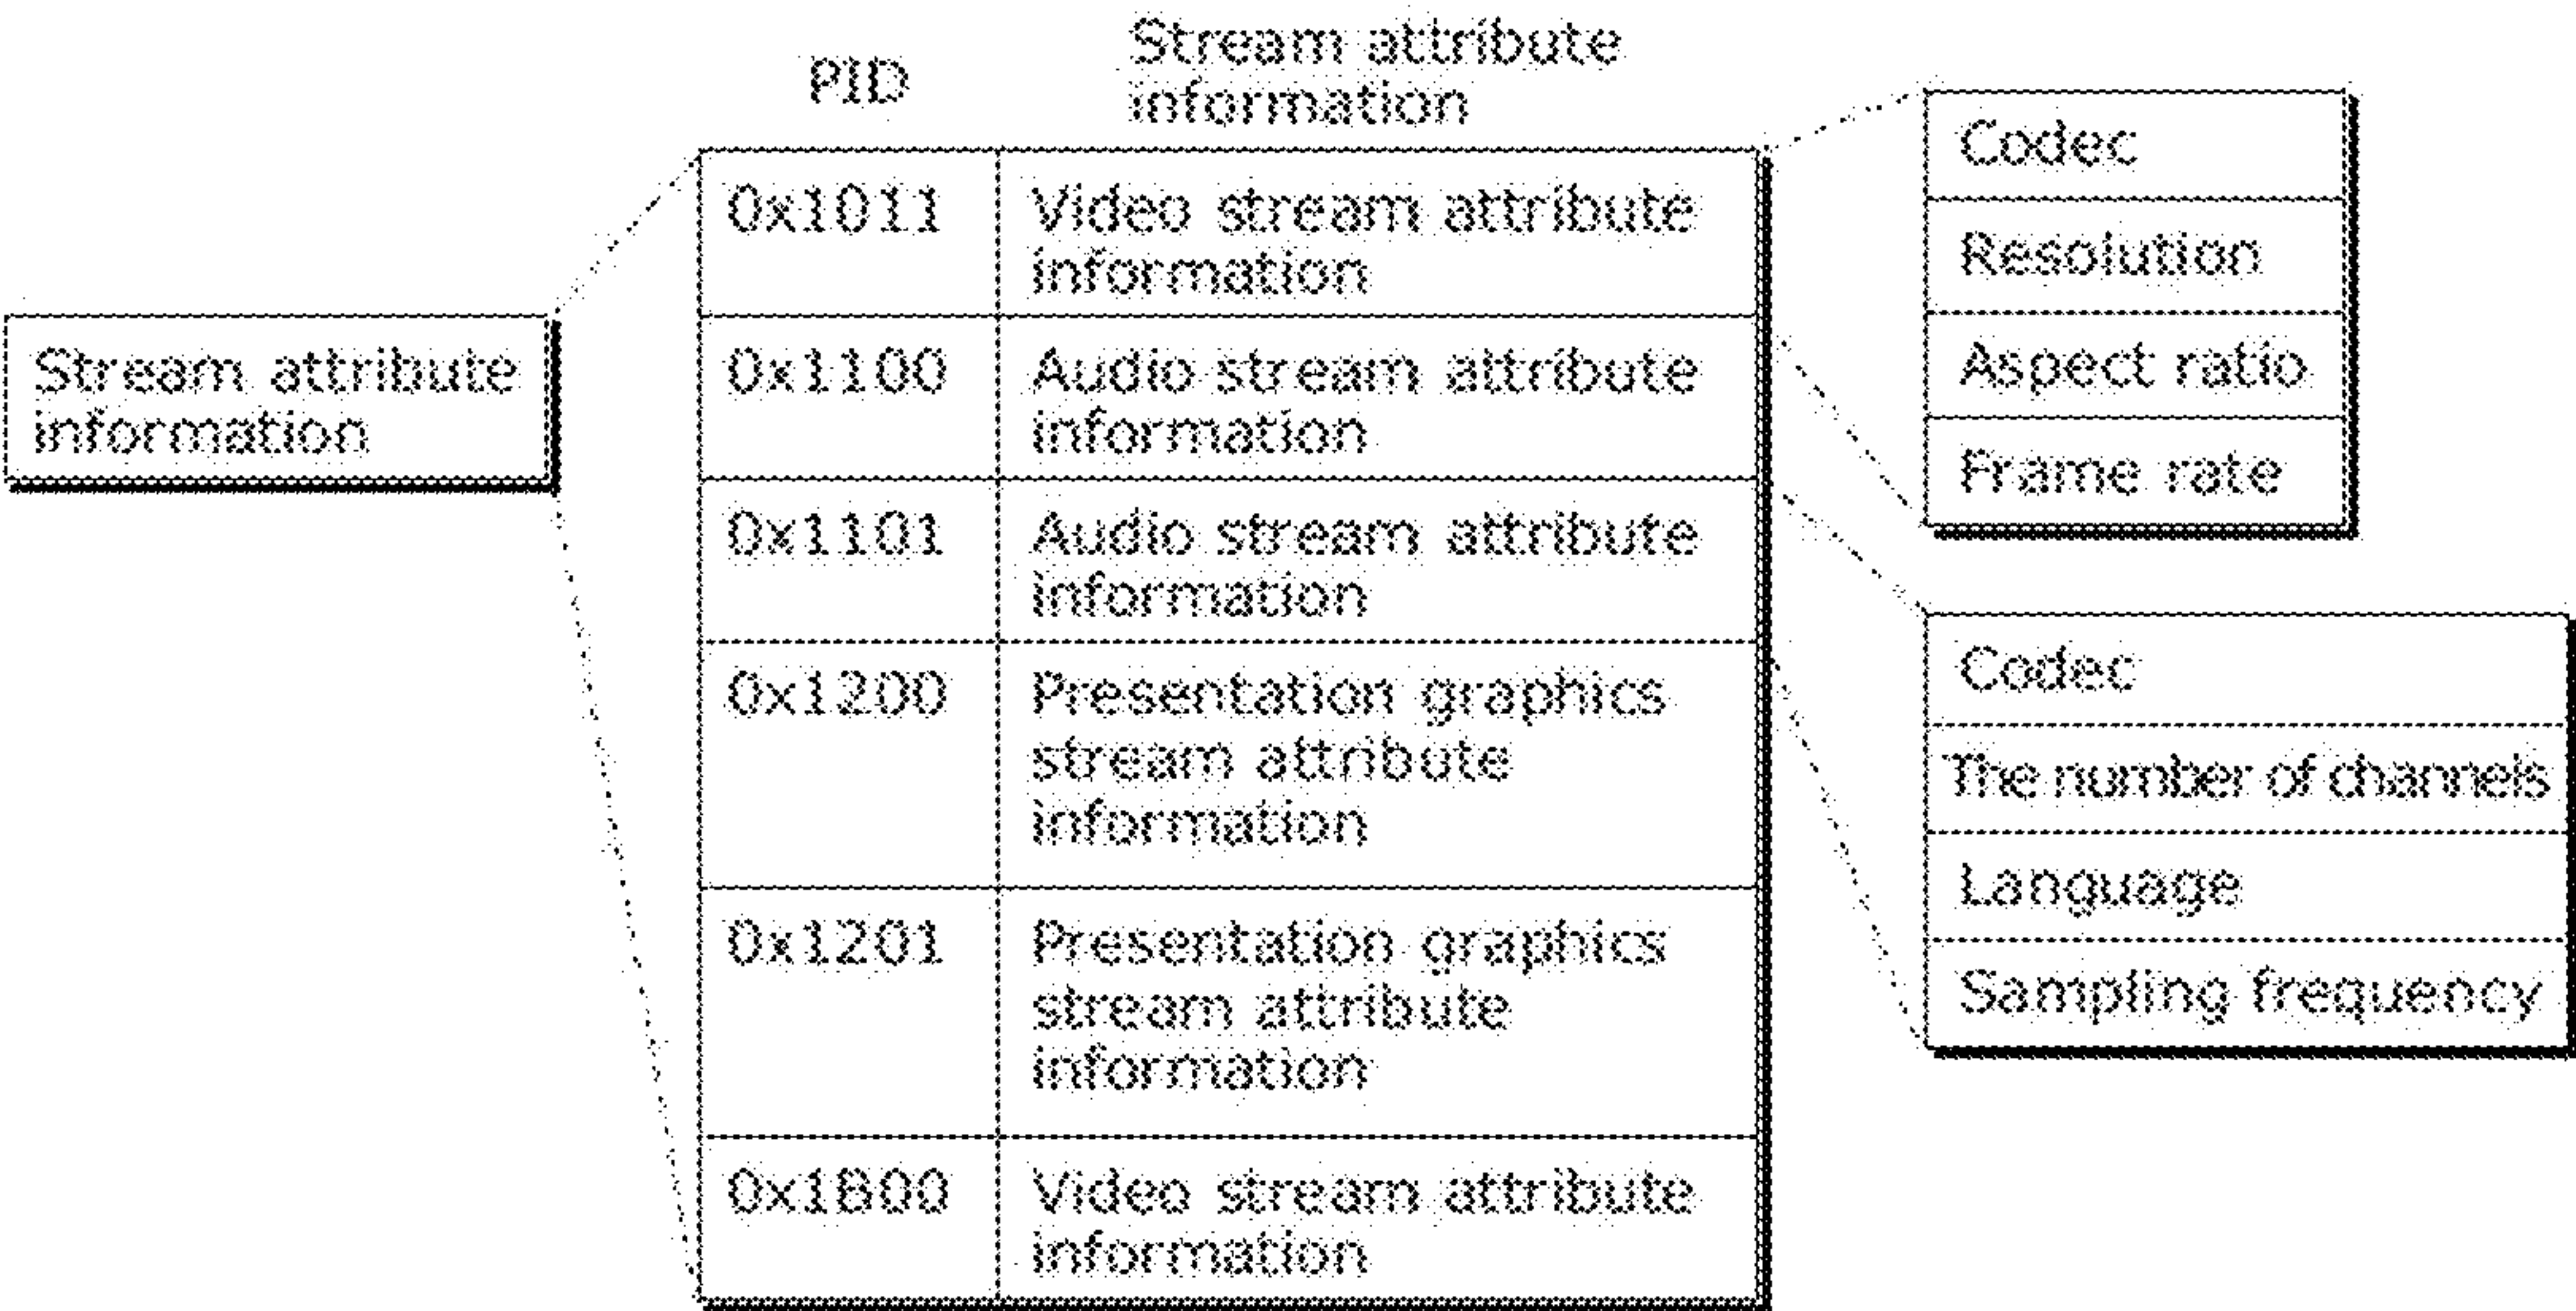 Stream attribute
information
PID
Stream attribute
information
0x1011
Video stream attribute
information
0x1100
Audio stream attribute
information
0x1101
Audio stream attribute
information
0x1200
Presentation graphics
stream attribute
information
0x1201
Presentation graphics
stream attribute
information
0x1B00
Video stream attribute
information
Codec
Resolution
Aspect ratio
Frame rate
Codec
The number of channels
Language
Sampling frequency